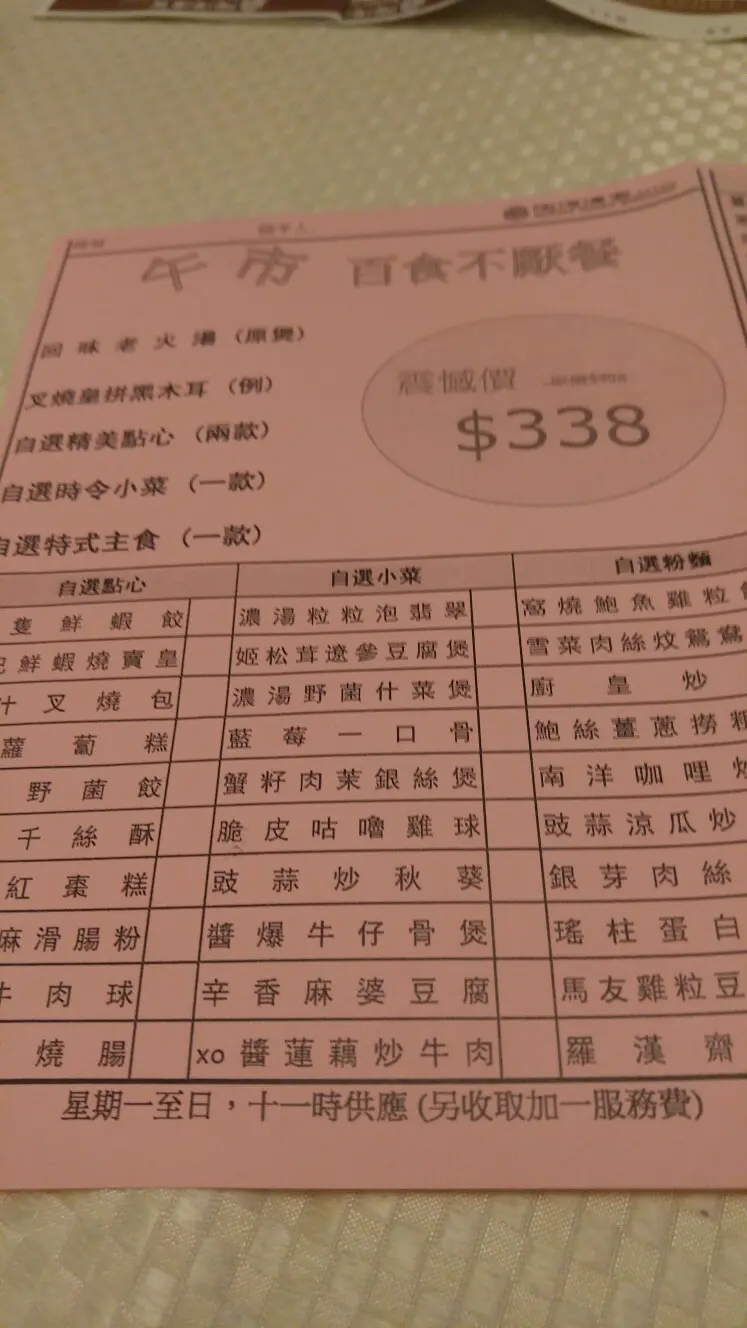 午市 百食不厭餐
回味老火湯（原煲）
震憾價
叉燒皇拼黑木耳（例）
$338
自選精美點心（兩款）
自選時令小菜（一款）
自選特式主食（一款）
自選點心 自選小菜 自選粉麵
隻鮮蝦餃 濃湯粒粒泡翡翠 窩燒鮑魚雞粒
鮮蝦燒賣皇 姬松茸遼參豆腐煲 雪菜肉絲炆鴛鴦
汁叉燒包 濃湯野菌什菜煲 廚皇炒
蘿蔔糕 藍莓一口骨 鮑絲薑蔥撈粗
野菌餃 蟹籽肉茉銀絲煲 南洋咖哩炒
千絲酥 脆皮咕嚕雞球 豉蒜涼瓜炒
紅棗糕 豉蒜炒秋葵 銀芽肉絲
麻滑腸粉 醬爆牛仔骨煲 瑤柱蛋白
牛肉球 辛香麻婆豆腐 馬友雞粒豆
燒腸 xo醬蓮藕炒牛肉 羅漢齋
星期一至日，十一時供應(另收取加一服務費)